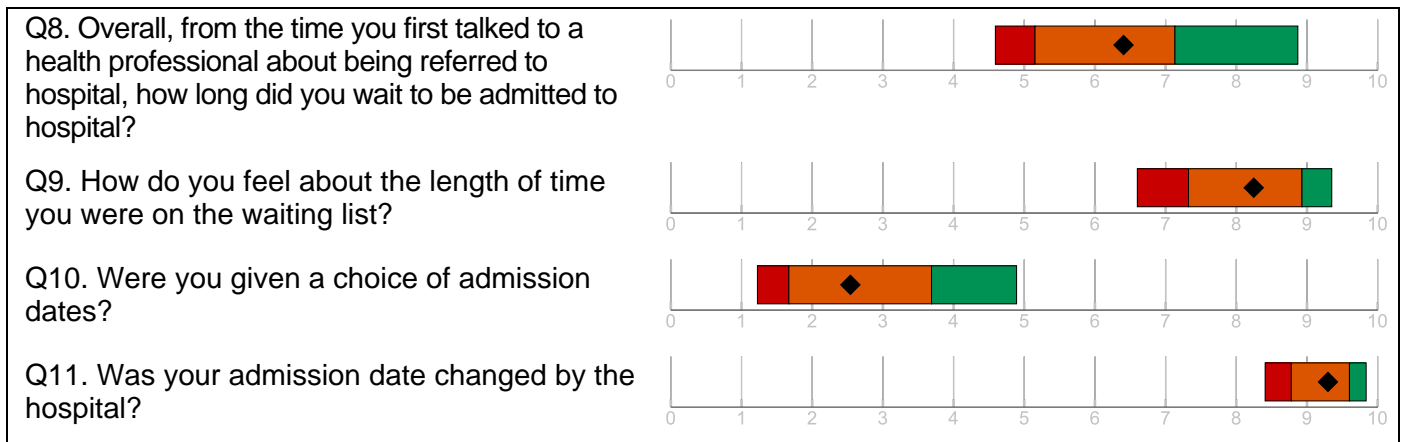 Q8. Overall, from the time you first talked to a
health professional about being referred to
hospital, how long did you wait to be admitted to
hospital?
0 1 2 3 4 5 6 7 8 9 10
Q9. How do you feel about the length of time
you were on the waiting list?
0 1 2 3 4 5 6 7 8 9 10
Q10. Were you given a choice of admission
dates?
0 1 2 3 4 5 6 7 8 9 10
Q11. Was your admission date changed by the
hospital?
0 1 2 3 4 5 6 7 8 9 10